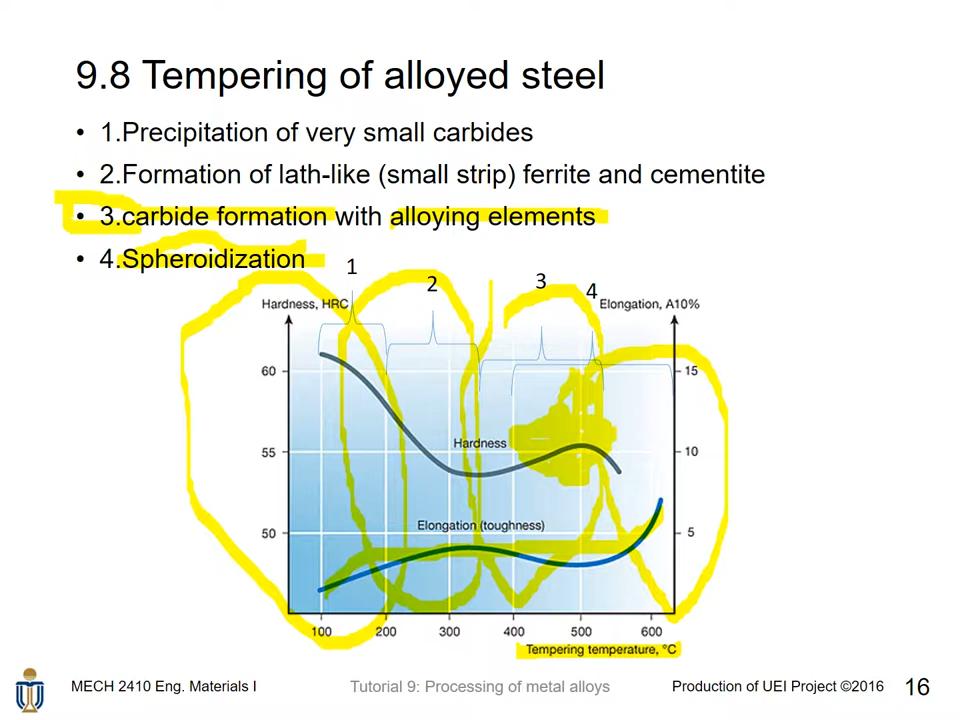 9.8 Tempering of alloyed steel
• 1.Precipitation of very small carbides
• 2.Formation of lath-like (small strip) ferrite and cementite
• 3.carbide formation with alloying elements
• 4.Spheroidization
1 2 3 4
Hardness, HRC Elongation, A10%
60 15
Hardness
55 10
Elongation (toughness)
50 5
100 200 300 400 500 600
Tempering temperature, °C
MECH 2410 Eng. Materials I Tutorial 9: Processing of metal alloys Production of UEI Project ©2016 16